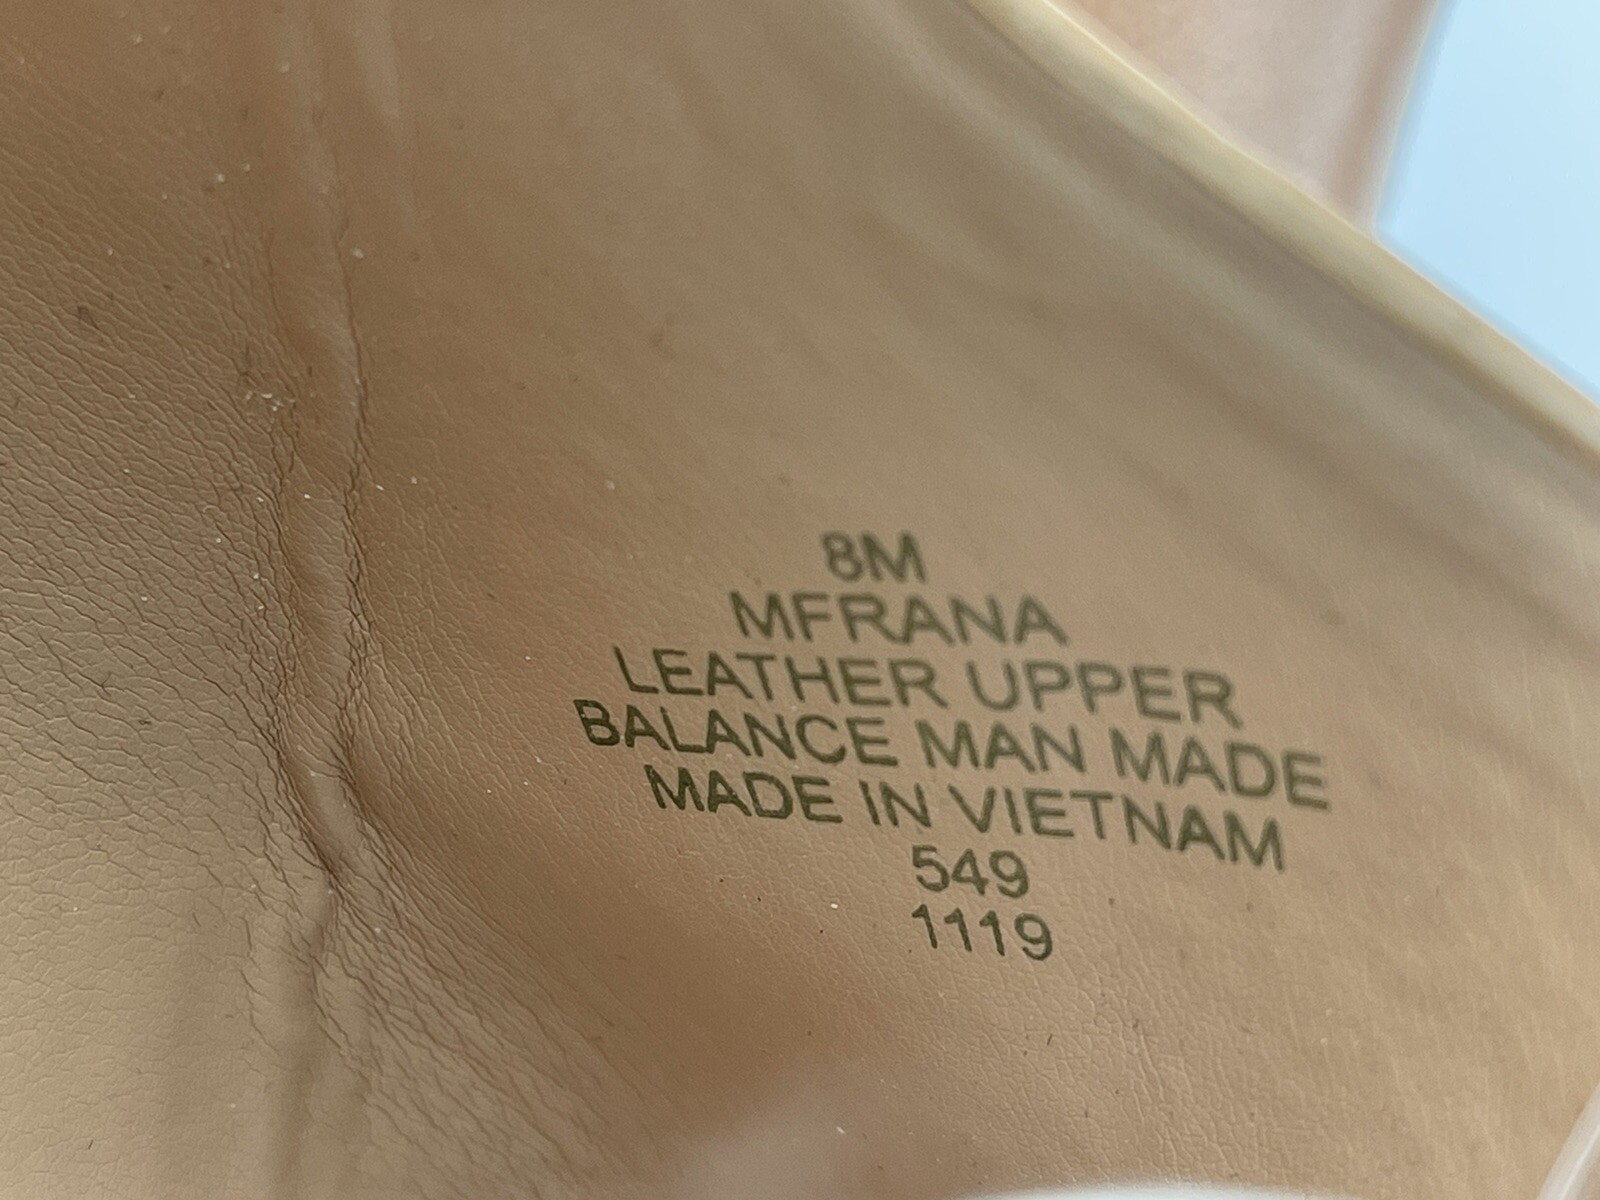 8M
MFRANA
LEATHER UPPER
BALANCE MAN MADE
MADE IN VIETNAM
549
1119